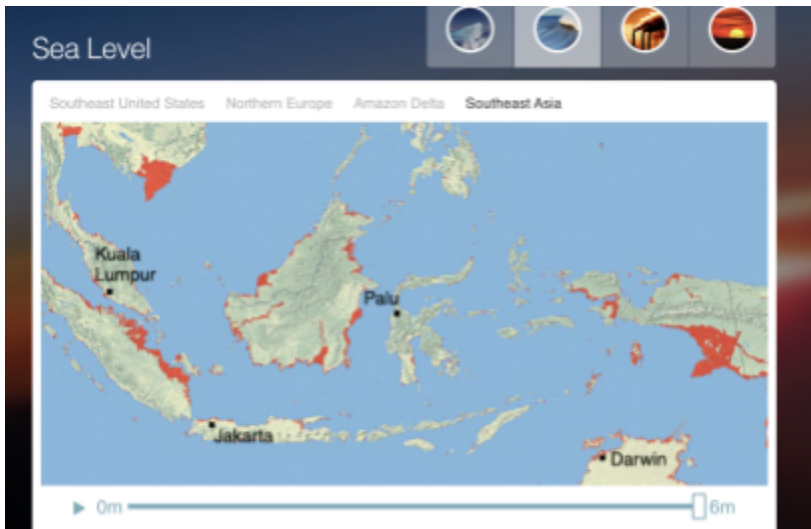 Sea Level
Southeast United States Northern Europe Amazon Delta Southeast Asia
Kuala
Lumpur
Palu
Jakarta
Darwin
0m 6m